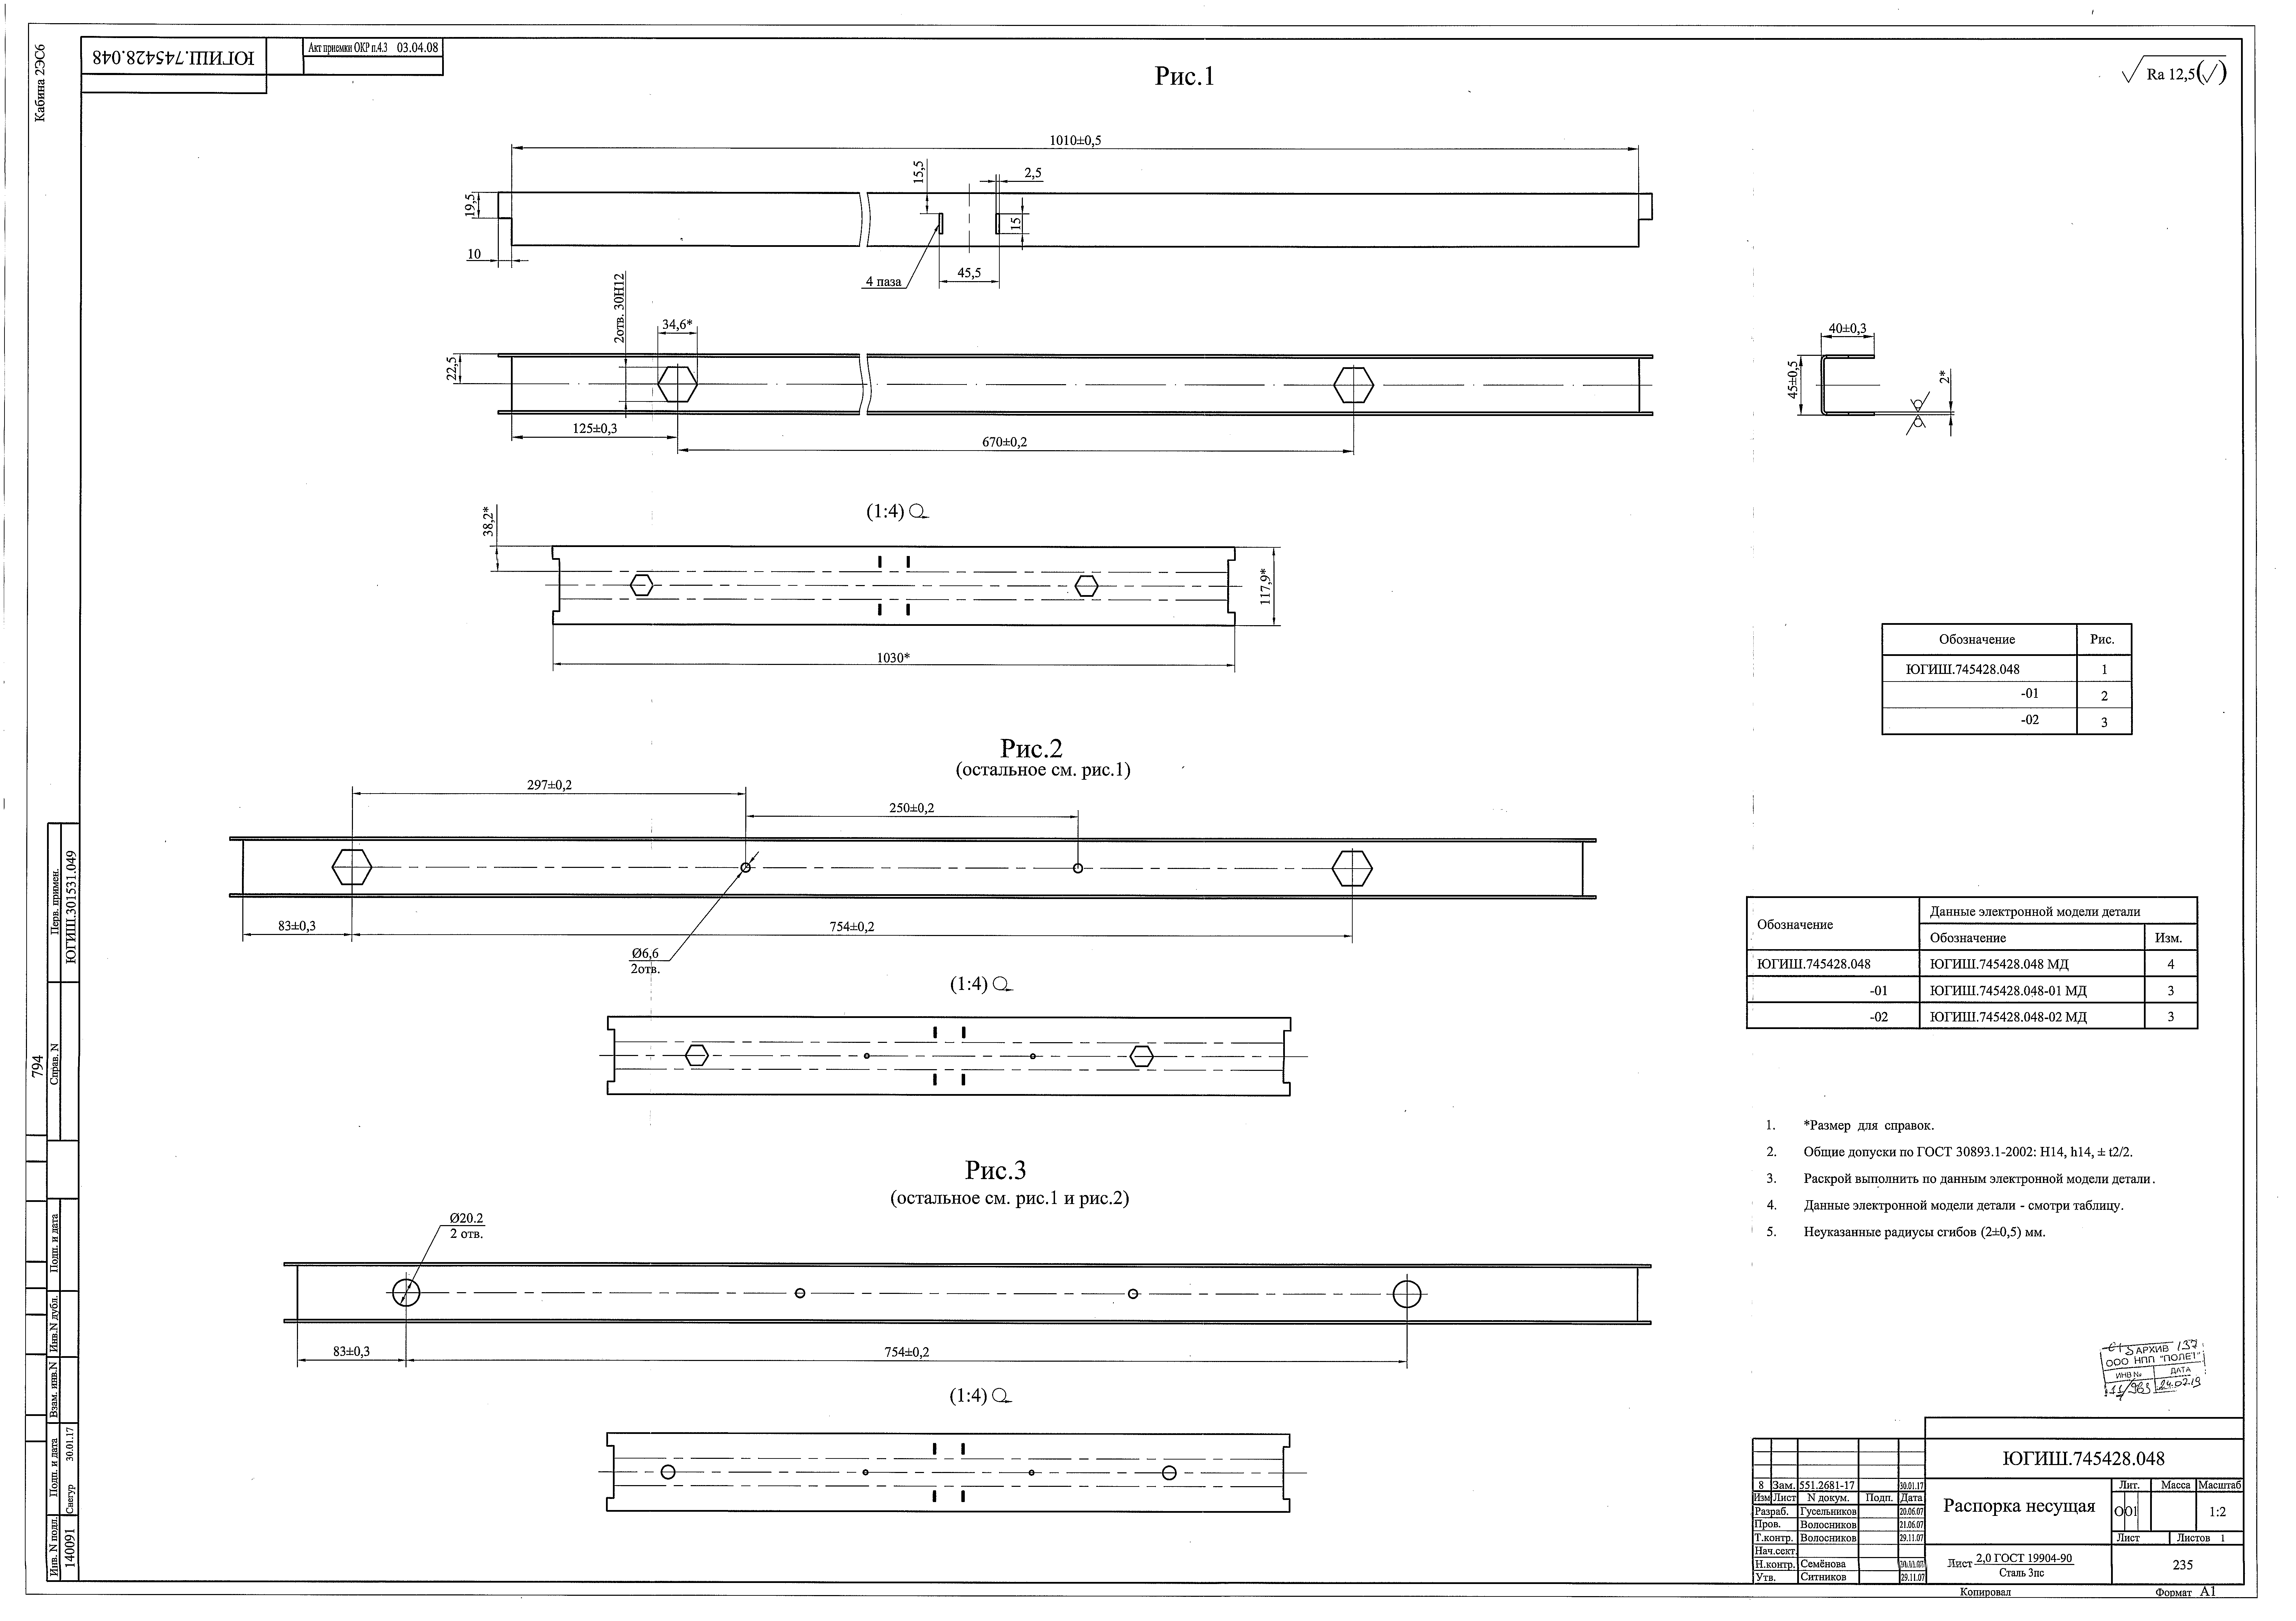 Кабина 2ЭС6
ЮГИШ.745428.048
Акт приемки ОКР п.4.3 03.04.08
Рис.1
Ra 12,5(√)
1010±0,5
15,5
2,5
19,5
15
10
4 паза
45,5
2отв. 30Н12
34,6*
22,5
125±0,3
670±0,2
40±0,3
45±0,5
2*
(1:4)
38,2*
117,9*
1030*
Обозначение Рис.
ЮГИШ.745428.048 1
-01 2
-02 3
Рис.2
(остальное см. рис.1)
297±0,2
250±0,2
83±0,3
754±0,2
Ø6,6
2отв.
(1:4)
Обозначение
Данные электронной модели детали
Обозначение Изм.
ЮГИШ.745428.048 ЮГИШ.745428.048 МД 4
-01 ЮГИШ.745428.048-01 МД 3
-02 ЮГИШ.745428.048-02 МД 3
1. *Размер для справок.
2. Общие допуски по ГОСТ 30893.1-2002: Н14, h14, ± t2/2.
3. Раскрой выполнить по данным электронной модели детали.
4. Данные электронной модели детали - смотри таблицу.
5. Неуказанные радиусы сгибов (2±0,5) мм.
Рис.3
(остальное см. рис.1 и рис.2)
Ø20.2
2 отв.
83±0,3
754±0,2
(1:4)
Перв. примен.
ЮГИШ.301531.049
794
Справ. N
Подп. и дата
Инв.N дубл.
Взам. инв.N
Подп. и дата
Снегур 30.01.17
Инв. N подл.
140091
АРХИВ 137
ООО НПП "ПОЛЕТ"
ИНВ № ДАТА
24.07.19
ЮГИШ.745428.048
8 Зам. 551.2681-17 30.01.17
Изм Лист N докум. Подп. Дата
Разраб. Гусельников 20.06.07
Пров. Волосников 21.06.07
Т.контр. Волосников 29.11.07
Нач.сект.
Н.контр. Семёнова
Утв. Ситников 29.11.07
Распорка несущая
Лит. Масса Масштаб
О О1 1:2
Лист Листов 1
Лист 2,0 ГОСТ 19904-90
Сталь 3пс
235
Копировал Формат А1